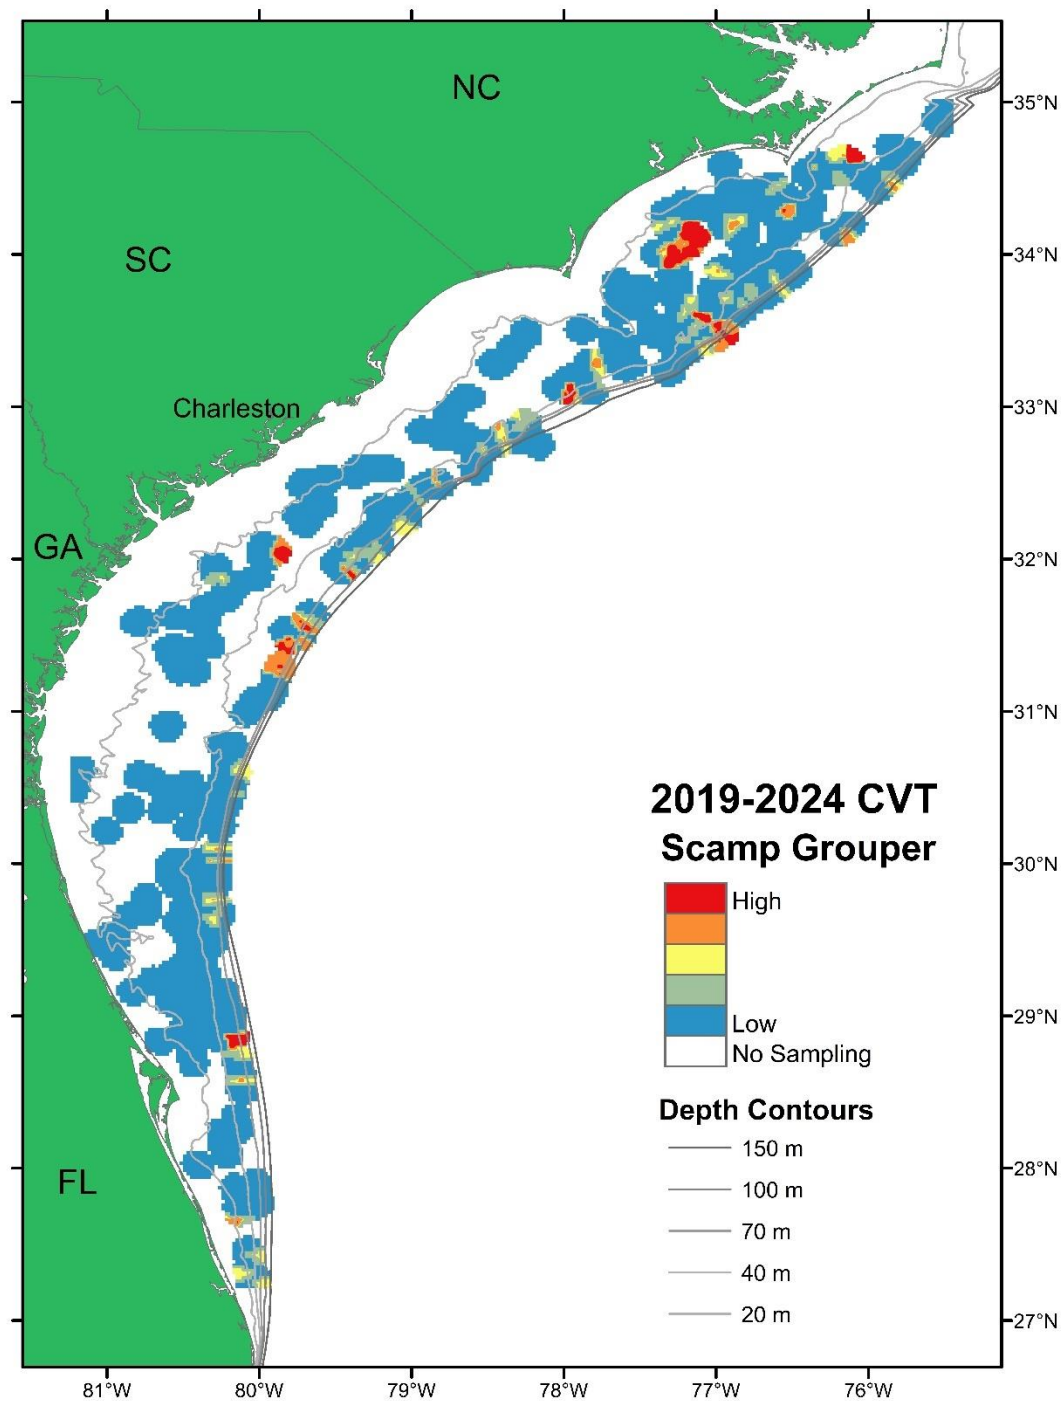 NC
35°N
SC
34°N
Charleston
33°N
GA
32°N
31°N
2019-2024 CVT
Scamp Grouper
High
30°N
Low
29°N
No Sampling
Depth Contours
150 m
FL
28°N
100 m
70 m
40 m
20 m
27°N
81°W 80°W 79°W 78°W 77°W 76°W